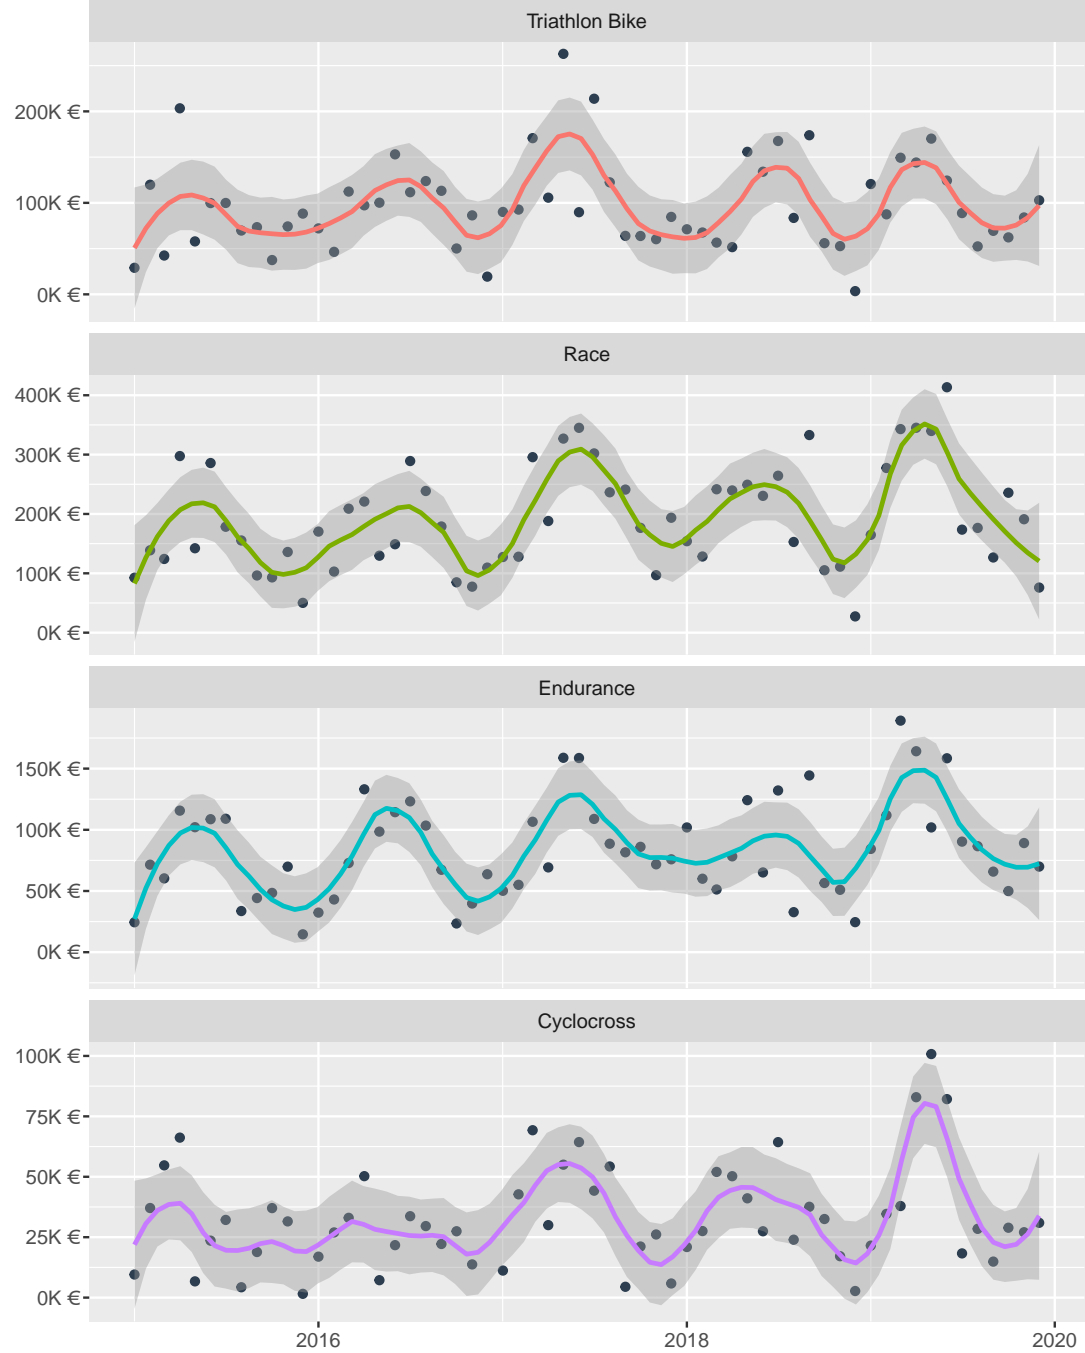 Triathlon Bike
200K €
100K €
0K €
Race
400K €
300K €
200K €
100K €
0K €
Endurance
150K €
100K €
50K €
0K €
Cyclocross
100K €
75K €
50K €
25K €
0K €
2016 2018 2020